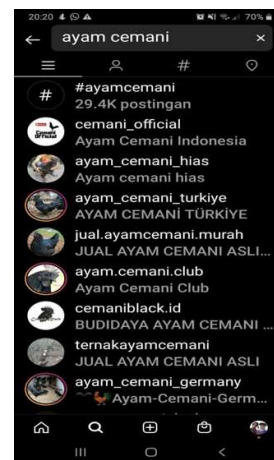 20:20
70%
ayam cemani
#
#
#ayamcemani
29.4K postingan
cemani_official
Ayam Cemani Indonesia
ayam_cemani_hias
Ayam cemani hias
ayam_cemani_turkiye
AYAM CEMANİ TÜRKİYE
jual.ayamcemani.murah
JUAL AYAM CEMANI ASLI...
ayam.cemani.club
Ayam Cemani Club
cemaniblack.id
BUDIDAYA AYAM CEMANI ...
ternakayamcemani
JUAL AYAM CEMANI ASLI
ayam_cemani_germany
Ayam-Cemani-Germ...